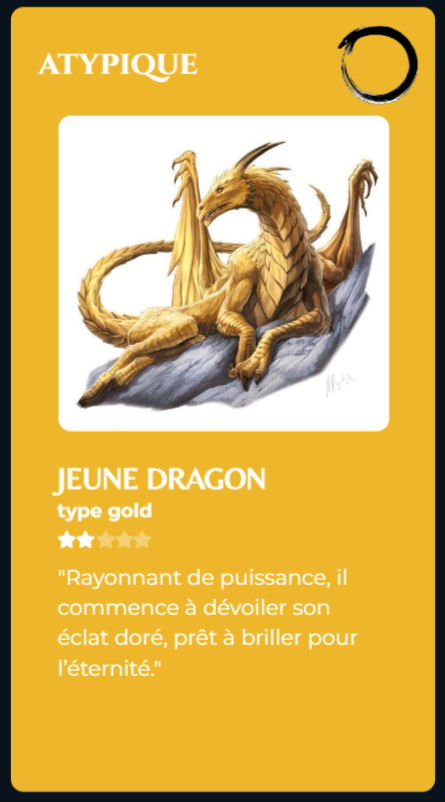 ATYPIQUE
JEUNE DRAGON
type gold
"Rayonnant de puissance, il
commence à dévoiler son
éclat doré, prêt à briller pour
l’éternité."